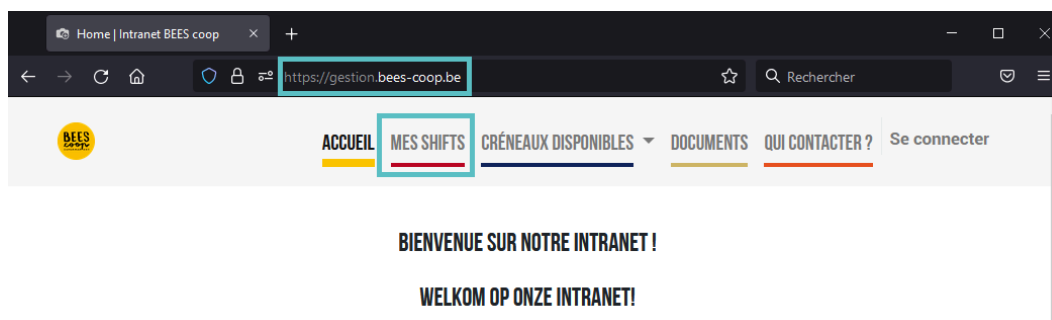 Home | Intranet BEES coop
https://gestion.bees-coop.be
Rechercher
BEES coop
ACCUEIL MES SHIFTS CRÉNEAUX DISPONIBLES DOCUMENTS QUI CONTACTER ? Se connecter
BIENVENUE SUR NOTRE INTRANET !
WELKOM OP ONZE INTRANET!